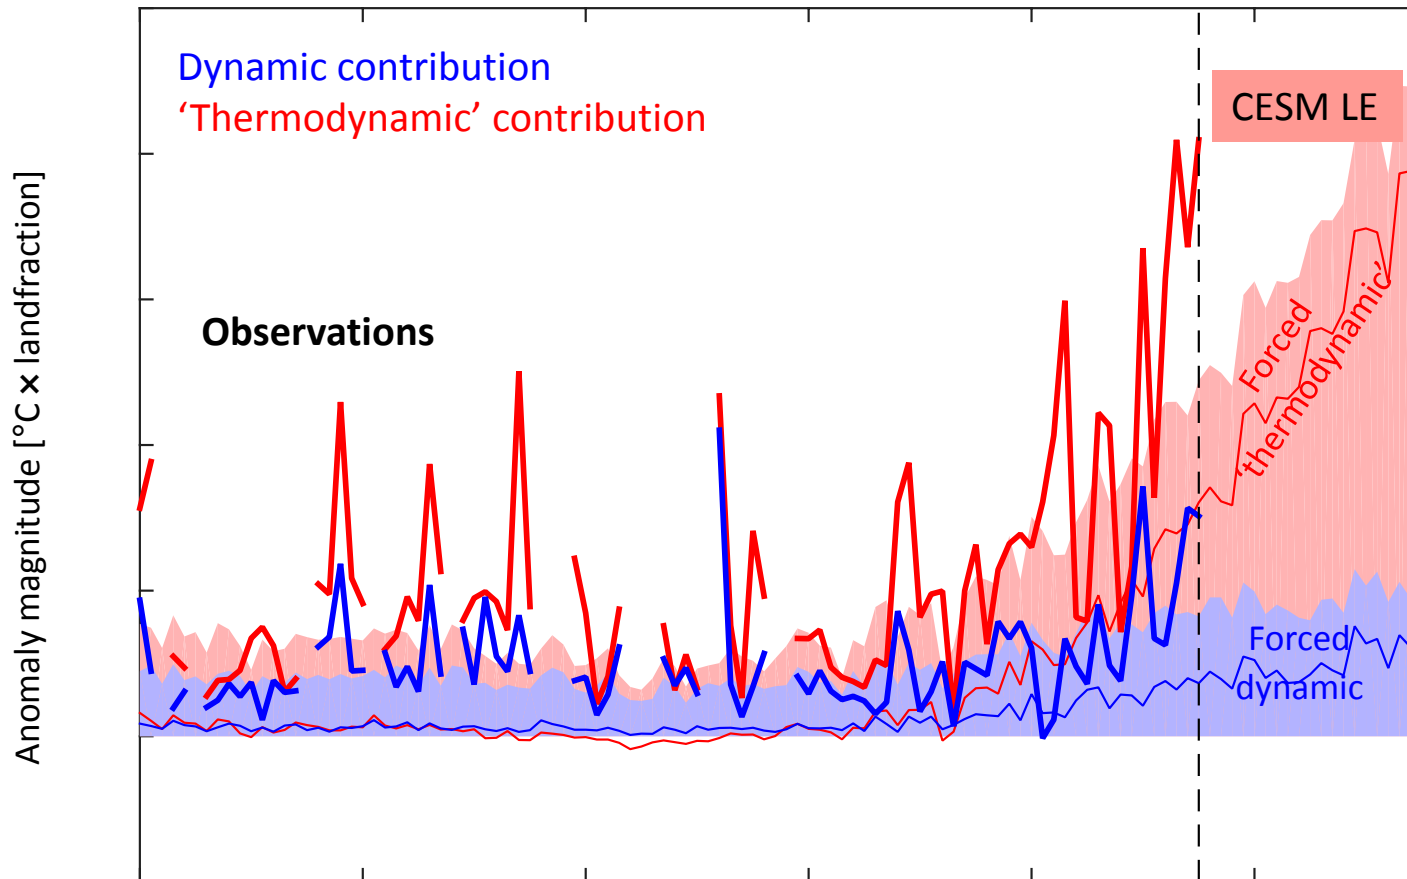 Dynamic contribution
‘Thermodynamic’ contribution
CESM LE
Observations
Anomaly magnitude [°C × landfraction]
Forced
‘thermodynamic’
Forced
dynamic